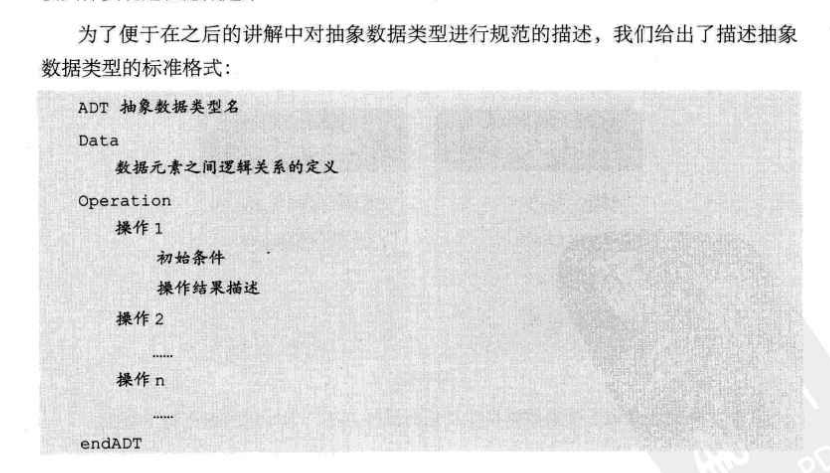 为了便于在之后的讲解中对抽象数据类型进行规范的描述，我们给出了描述抽象
数据类型的标准格式：
ADT 抽象数据类型名
Data
数据元素之间逻辑关系的定义
Operation
操作 1
初始条件
操作结果描述
操作 2
......
操作 n
......
endADT